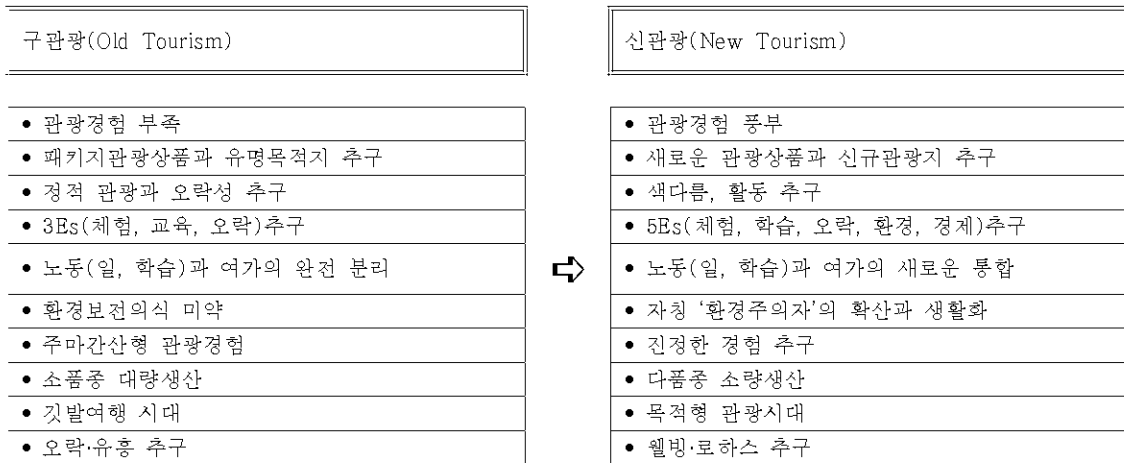 구관광(Old Tourism)
신관광(New Tourism)
• 관광경험 부족
• 관광경험 풍부
• 패키지관광상품과 유명목적지 추구
• 새로운 관광상품과 신규관광지 추구
• 정적 관광과 오락성 추구
• 색다름, 활동 추구
• 3Es(체험, 교육, 오락)추구
• 5Es(체험, 학습, 오락, 환경, 경제)추구
• 노동(일, 학습)과 여가의 완전 분리
• 노동(일, 학습)과 여가의 새로운 통합
• 환경보전의식 미약
• 자칭 ‘환경주의자’의 확산과 생활화
• 주마간산형 관광경험
• 진정한 경험 추구
• 소품종 대량생산
• 다품종 소량생산
• 깃발여행 시대
• 목적형 관광시대
• 오락·유흥 추구
• 웰빙·로하스 추구